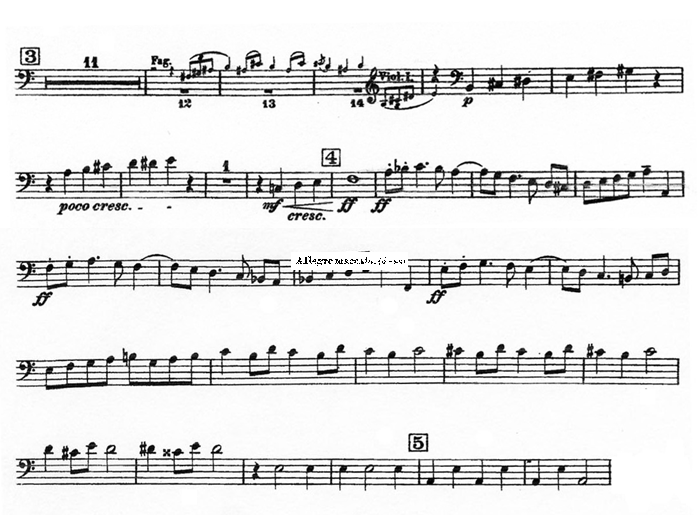 3 11 Fag. Viol. I.
12 13 14 p
1 4
poco cresc. - - mf ff ff
cresc.
ff ff
5